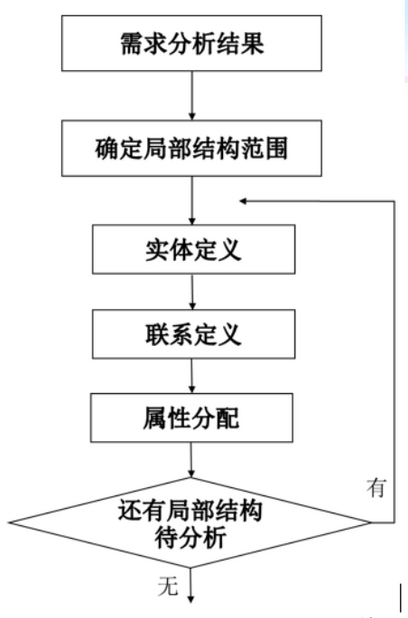 需求分析结果
确定局部结构范围
实体定义
联系定义
属性分配
还有局部结构
待分析
有
无